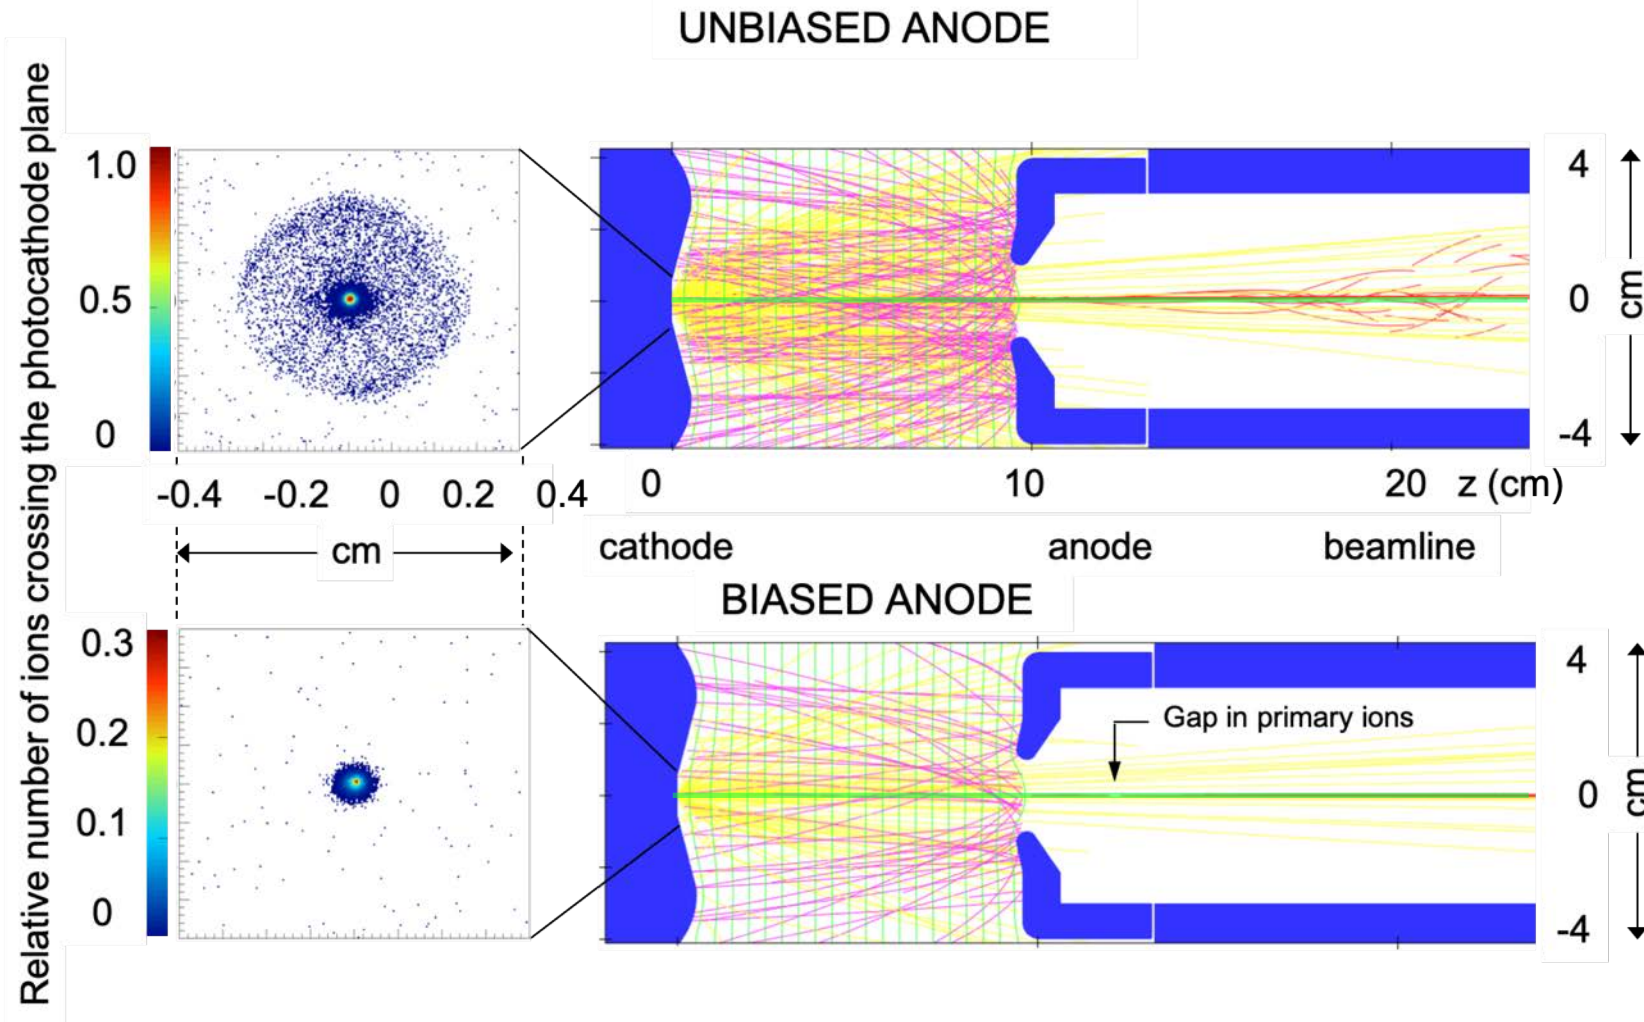 UNBIASED ANODE
Relative number of ions crossing the photocathode plane
1.0
0.5
0
-0.4 -0.2 0 0.2 0.4
cm
4
0
-4
cm
0 10 20 z (cm)
cathode anode beamline
BIASED ANODE
0.3
0.2
0.1
0
Gap in primary ions
4
0
-4
cm